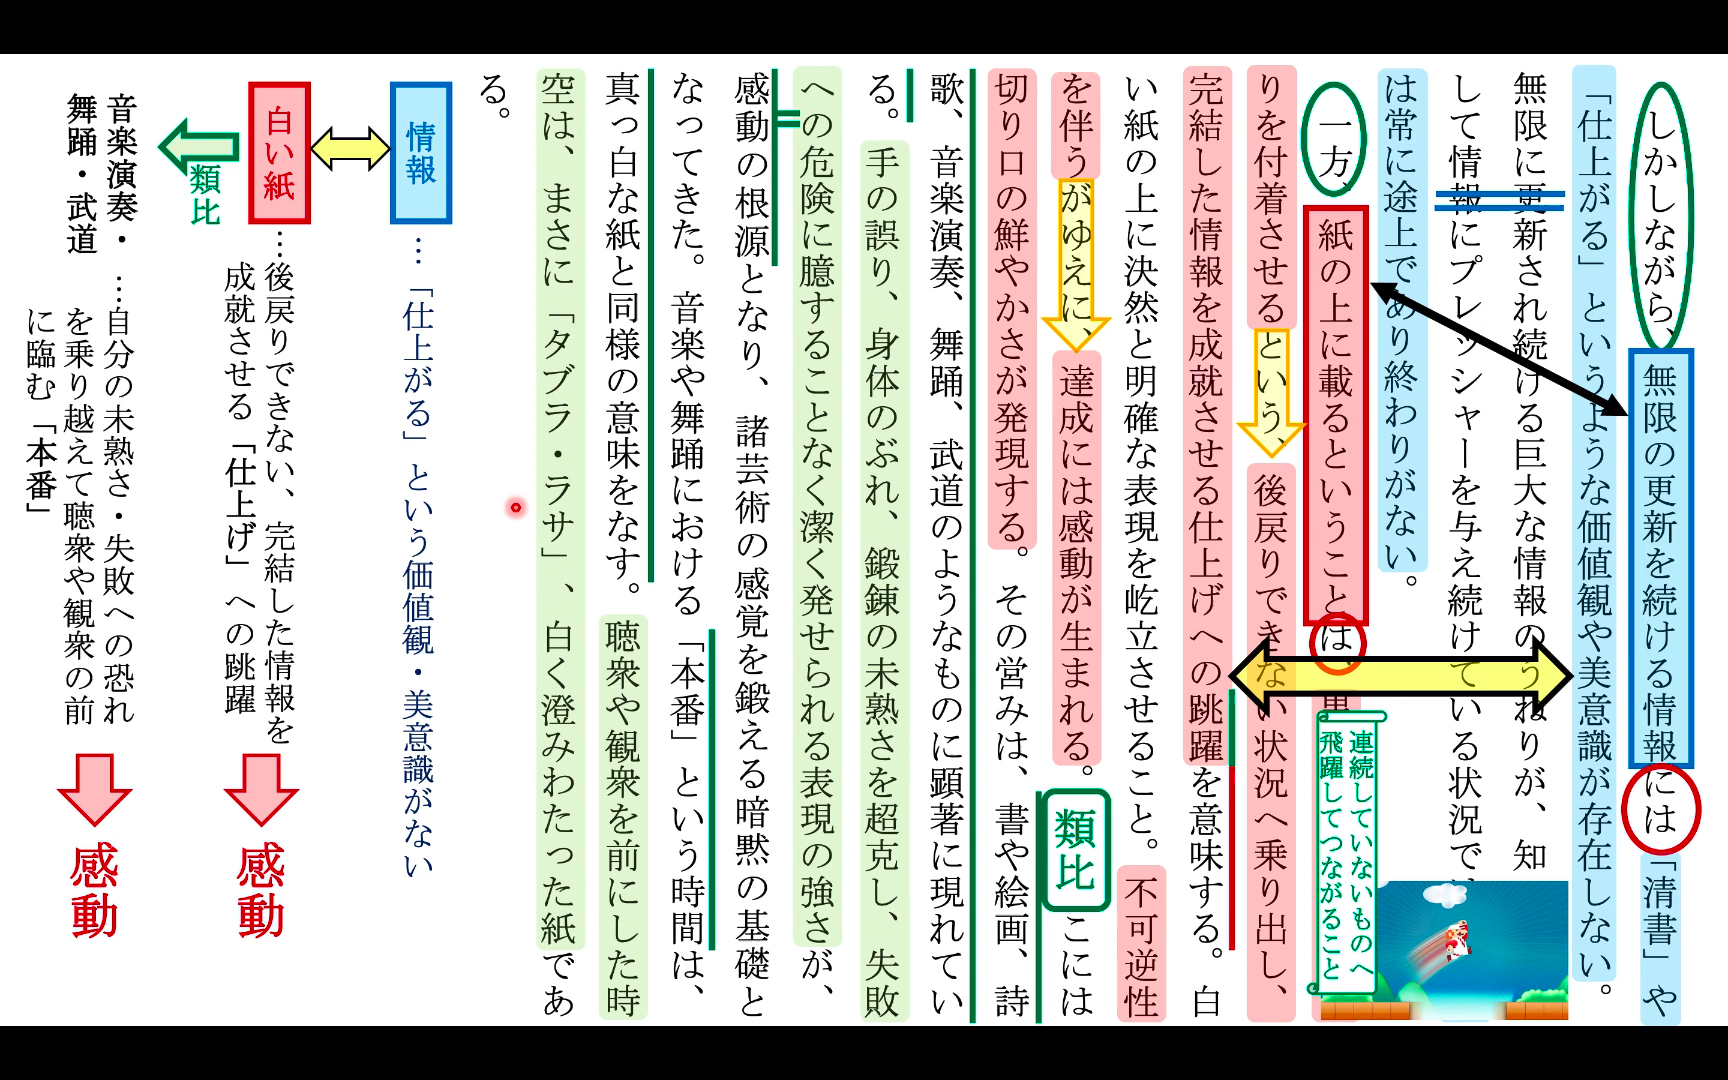 しかしながら、無限の更新を続ける情報には「清書」や
「仕上がる」というような価値観や美意識が存在しない。
無限に更新され続ける巨大な情報のうねりが、知
して情報にプレッシャーを与え続けている状況で
は常に途上であり終わりがない。
一方、紙の上に載るということは、
りを付着させるという、後戻りできない状況へ乗り出し、
完結した情報を成就させる仕上げへの跳躍を意味する。白
い紙の上に決然と明確な表現を屹立させること。不可逆性
を伴うがゆえに、達成には感動が生まれる。
類比
こには
切り口の鮮やかさが発現する。その営みは、書や絵画、詩
歌、音楽演奏、舞踊、武道のようなものに顕著に現れてい
る。手の誤り、身体のぶれ、鍛錬の未熟さを超克し、失敗
への危険に臆することなく潔く発せられる表現の強さが、
感動の根源となり、諸芸術の感覚を鍛える暗黙の基礎と
なってきた。音楽や舞踊における「本番」という時間は、
真っ白な紙と同様の意味をなす。聴衆や観衆を前にした時
空は、まさに「タブラ・ラサ」、白く澄みわたった紙であ
る。
連続していないものへ
飛躍してつながること
情報
…「仕上がる」という価値観・美意識がない
白い紙
…後戻りできない、完結した情報を
成就させる「仕上げ」への跳躍
感動
類比
音楽演奏・
舞踊・武道
…自分の未熟さ・失敗への恐れ
を乗り越えて聴衆や観衆の前
に臨む「本番」
感動